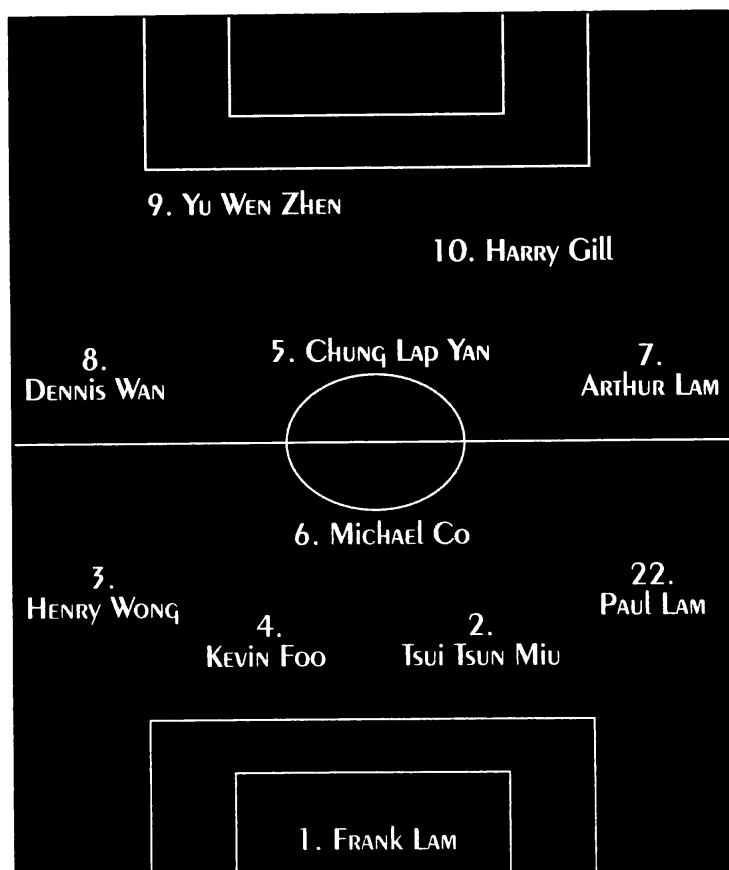 9. Yu Wen Zhen
10. Harry Gill
5. Chung Lap Yan
8.
Dennis Wan
7.
Arthur Lam
6. Michael Co
3.
Henry Wong
22.
Paul Lam
4.
Kevin Foo
2.
Tsui Tsun Miu
1. Frank Lam